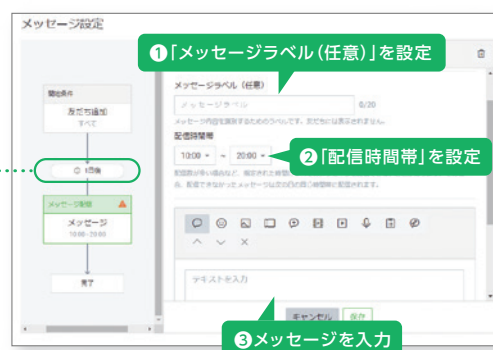 メッセージ設定
❶「メッセージラベル(任意)」を設定
メッセージラベル (任意)
メッセージラベル
0/20
メッセージ内容を識別するためのラベルです。友だちには表示されません。
配信時間帯
10:00 ~ 20:00
❷「配信時間帯」を設定
開始条件
友だち追加
すべて
1日後
メッセージ配信
メッセージ
10:00~20:00
完了
テキストを入力
キャンセル
保存
❸メッセージを入力